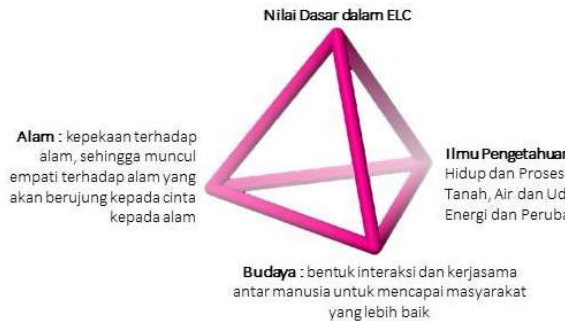 Nilai Dasar dalam ELC
Alam : kepekaan terhadap
alam, sehingga muncul
empati terhadap alam yang
akan berujung kepada cinta
kepada alam
Ilmu Pengetahuan
Hidup dan Proses
Tanah, Air dan
Energi dan
Budaya : bentuk interaksi dan kerjasama
antar manusia untuk mencapai masyarakat
yang lebih baik